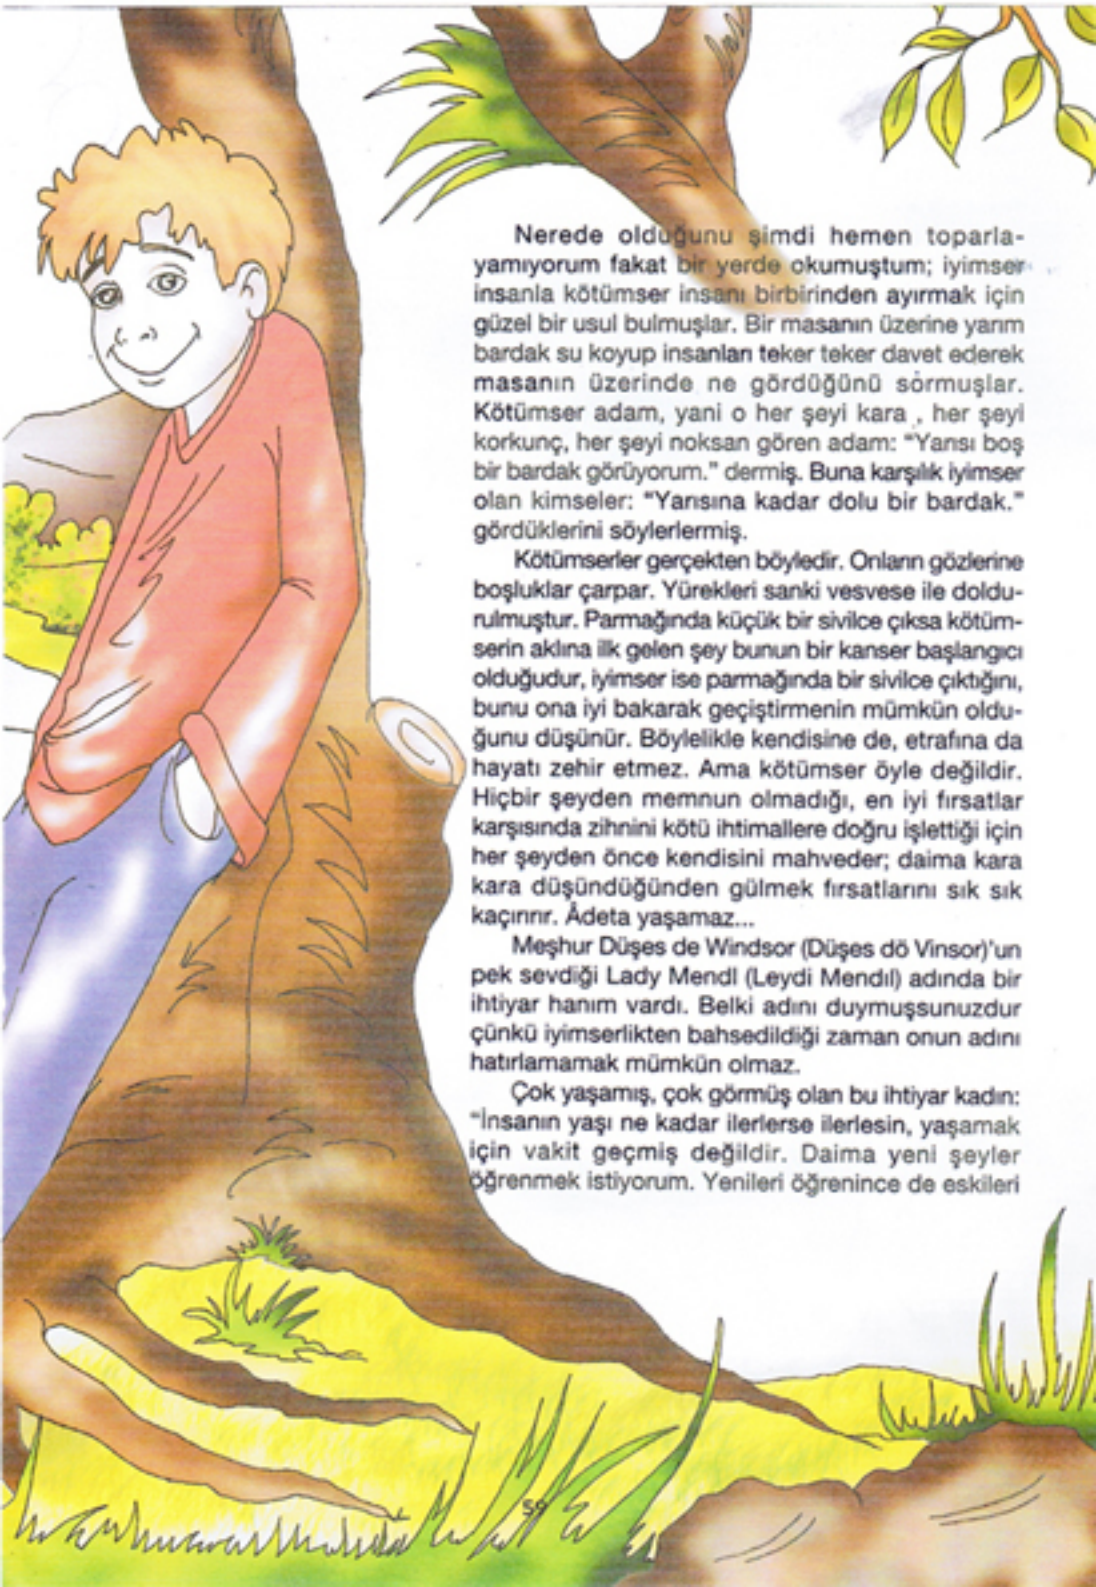 Nerede olduğunu şimdi hemen toparla-
yamıyorum fakat bir yerde okumuştum; iyimser
insanla kötümser insanı birbirinden ayırmak için
güzel bir usul bulmuşlar. Bir masanın üzerine yarım
bardak su koyup insanları teker teker davet ederek
masanın üzerinde ne gördüğünü sormuşlar.
Kötümser adam, yani o her şeyi kara , her şeyi
korkunç, her şeyi noksan gören adam: “Yarısı boş
bir bardak görüyorum.” dermiş. Buna karşılık iyimser
olan kimseler: “Yarısına kadar dolu bir bardak.”
gördüklerini söylerlermiş.
Kötümserler gerçekten böyledir. Onların gözlerine
boşluklar çarpar. Yürekleri sanki vesvese ile doldu-
rulmuştur. Parmağında küçük bir sivilce çıksa kötüm-
serin aklına ilk gelen şey bunun bir kanser başlangıcı
olduğudur, iyimser ise parmağında bir sivilce çıktığını,
bunu ona iyi bakarak geçiştirmenin mümkün oldu-
ğunu düşünür. Böylelikle kendisine de, etrafına da
hayatı zehir etmez. Ama kötümser öyle değildir.
Hiçbir şeyden memnun olmadığı, en iyi fırsatlar
karşısında zihnini kötü ihtimallere doğru işlettiği için
her şeyden önce kendisini mahveder; daima kara
kara düşündüğünden gülmek fırsatlarını sık sık
kaçırırır. Âdeta yaşamaz...
Meşhur Düşes de Windsor (Düşes dö Vinsor)’un
pek sevdiği Lady Mendl (Leydi Mendıl) adında bir
ihtiyar hanım vardı. Belki adını duymuşsunuzdur
çünkü iyimserlikten bahsedildiği zaman onun adını
hatırlamamak mümkün olmaz.
Çok yaşamış, çok görmüş olan bu ihtiyar kadın:
“İnsanın yaşı ne kadar ilerlerse ilerlesin, yaşamak
için vakit geçmiş değildir. Daima yeni şeyler
öğrenmek istiyorum. Yenileri öğrenince de eskileri
59